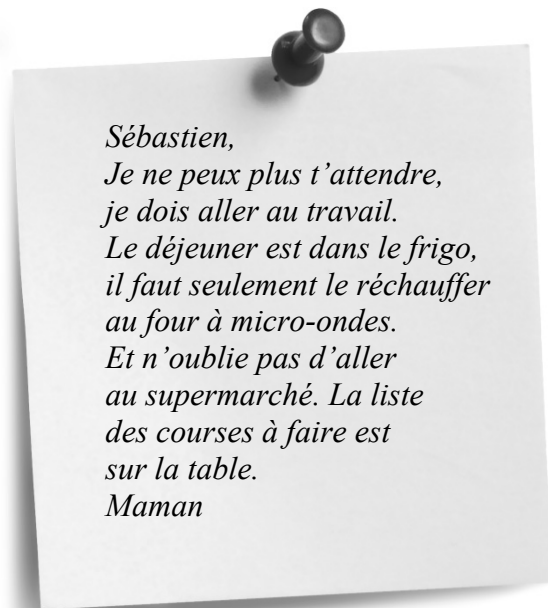 Sébastien,
Je ne peux plus t’attendre,
je dois aller au travail.
Le déjeuner est dans le frigo,
il faut seulement le réchauffer
au four à micro-ondes.
Et n’oublie pas d’aller
au supermarché. La liste
des courses à faire est
sur la table.
Maman